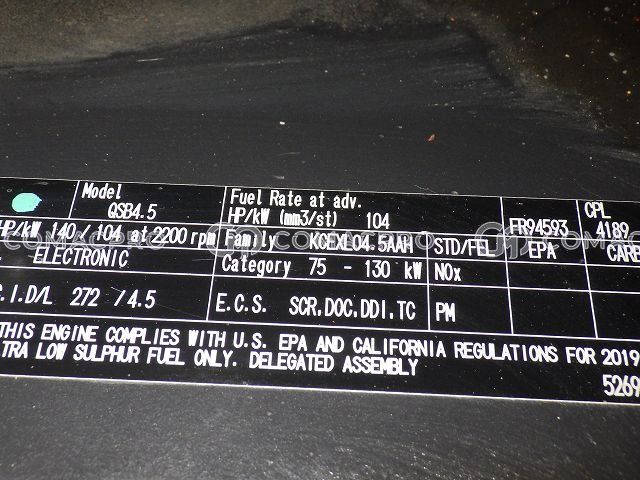 Model
QSB4.5
Fuel Rate at adv.
HP/kW (mm3/st) 104
FR94593
CPL
4189
HP/kW 140 / 104 at 2200 rpm
Family KCEXL04.5AAH
STD/FEL
EPA
CARB
ELECTRONIC
Category 75 - 130 kW
NOx
C.I.D/L 272 /4.5
E.C.S. SCR.DOC.DDI.TC
PM
THIS ENGINE COMPLIES WITH U.S. EPA AND CALIFORNIA REGULATIONS FOR 2019
LTRA LOW SULPHUR FUEL ONLY. DELEGATED ASSEMBLY
5269